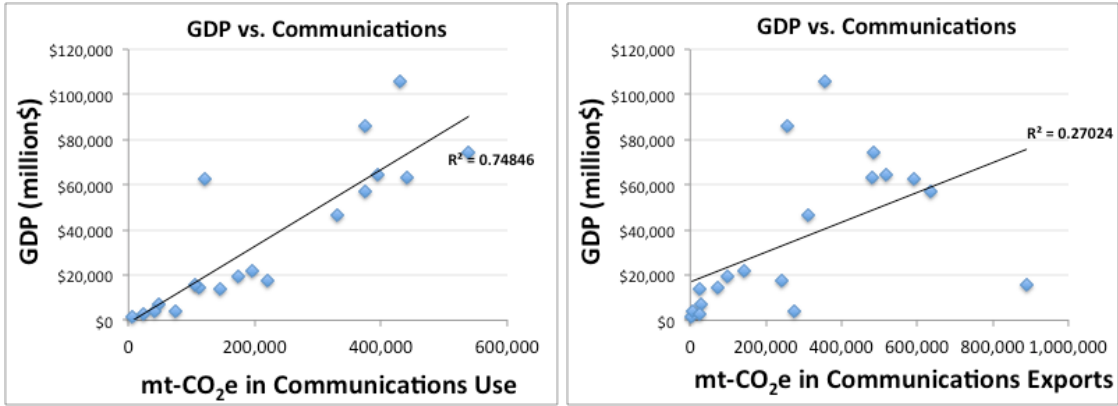 GDP vs. Communications
GDP (million$)
$120,000
$100,000
$80,000
$60,000
$40,000
$20,000
$0
R² = 0.74846
0 200,000 400,000 600,000
mt-CO₂e in Communications Use
GDP vs. Communications
GDP (million$)
$120,000
$100,000
$80,000
$60,000
$40,000
$20,000
$0
R² = 0.27024
0 200,000 400,000 600,000 800,000 1,000,000
mt-CO₂e in Communications Exports